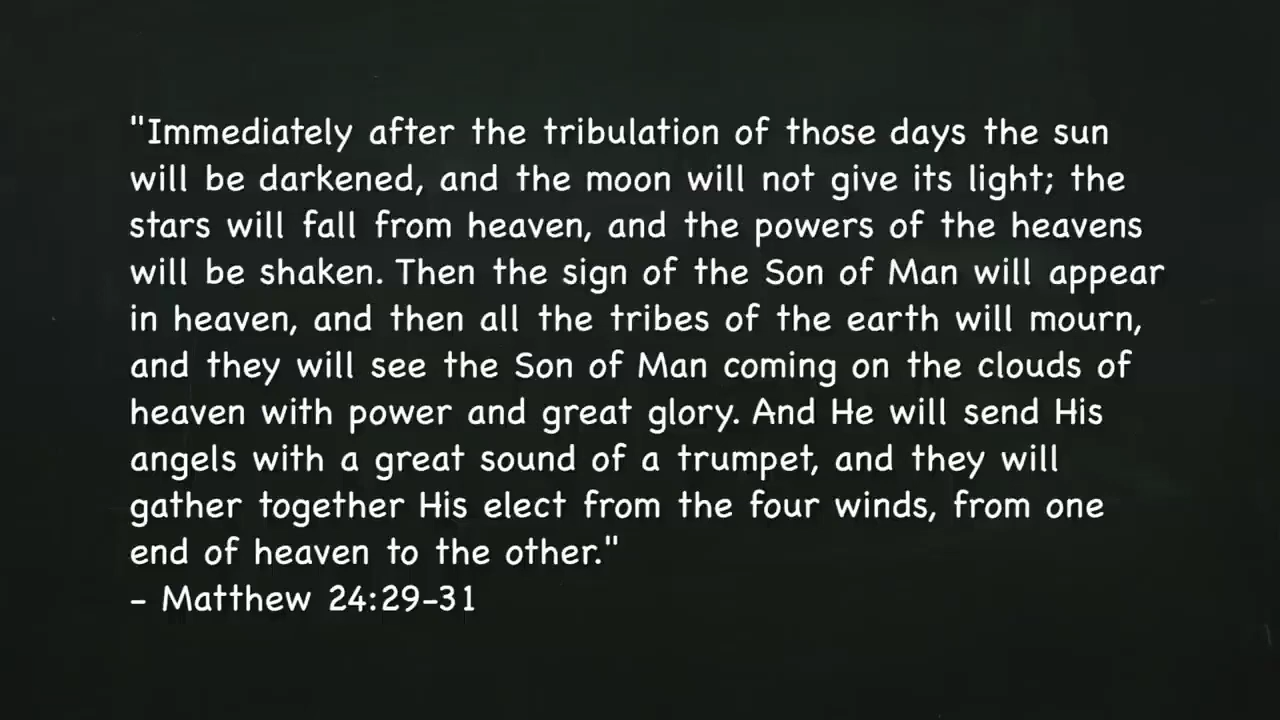 "Immediately after the tribulation of those days the sun
will be darkened, and the moon will not give its light; the
stars will fall from heaven, and the powers of the heavens
will be shaken. Then the sign of the Son of Man will appear
in heaven, and then all the tribes of the earth will mourn,
and they will see the Son of Man coming on the clouds of
heaven with power and great glory. And He will send His
angels with a great sound of a trumpet, and they will
gather together His elect from the four winds, from one
end of heaven to the other."
- Matthew 24:29-31